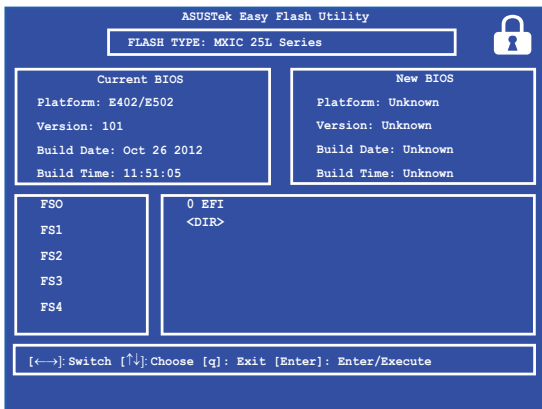 ASUSTek Easy Flash Utility
FLASH TYPE: MXIC 25L Series
Current BIOS
Platform: E402/E502
Version: 101
Build Date: Oct 26 2012
Build Time: 11:51:05
New BIOS
Platform: Unknown
Version: Unknown
Build Date: Unknown
Build Time: Unknown
FSO
FS1
FS2
FS3
FS4
0 EFI
<DIR>
[←→]: Switch [↑↓]: Choose [q]: Exit [Enter]: Enter/Execute